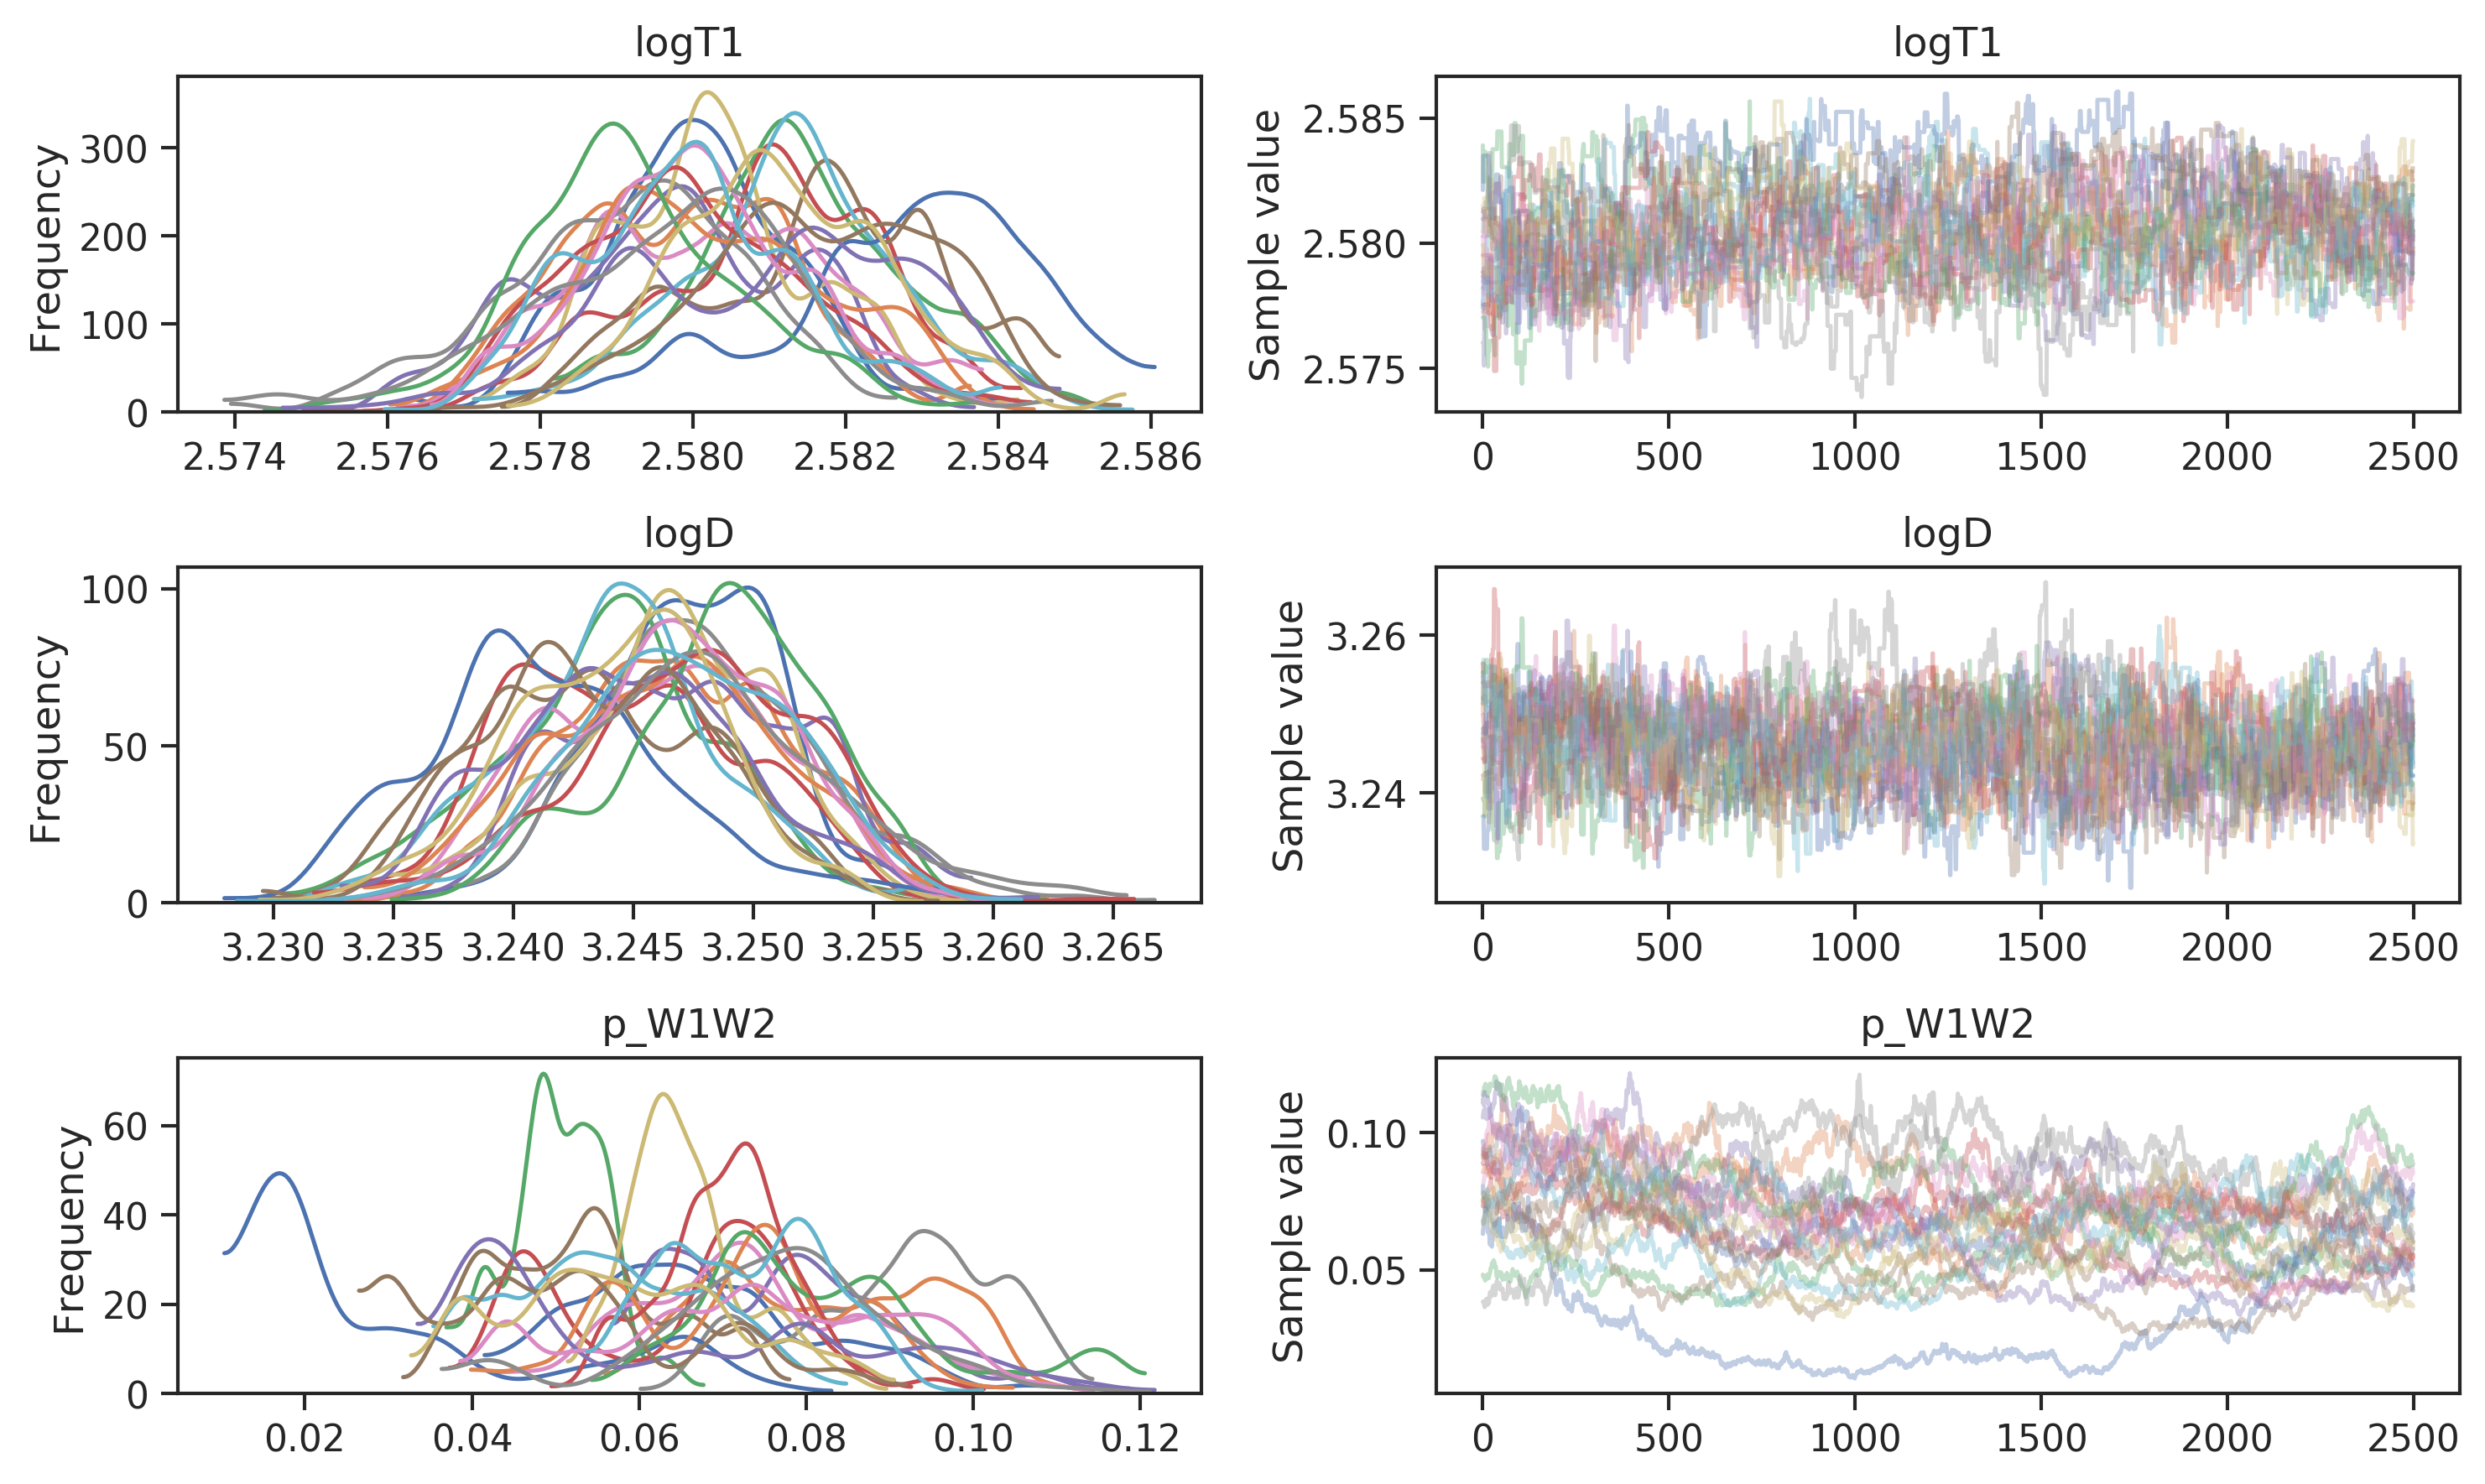 logT1
logT1
Frequency
300
200
100
0
2.574 2.576 2.578 2.580 2.582 2.584 2.586
Sample value
2.585
2.580
2.575
0 500 1000 1500 2000 2500
logD
logD
Frequency
100
50
0
3.230 3.235 3.240 3.245 3.250 3.255 3.260 3.265
Sample value
3.26
3.24
0 500 1000 1500 2000 2500
p_W1W2
p_W1W2
Frequency
60
40
20
0
0.02 0.04 0.06 0.08 0.10 0.12
Sample value
0.10
0.05
0 500 1000 1500 2000 2500